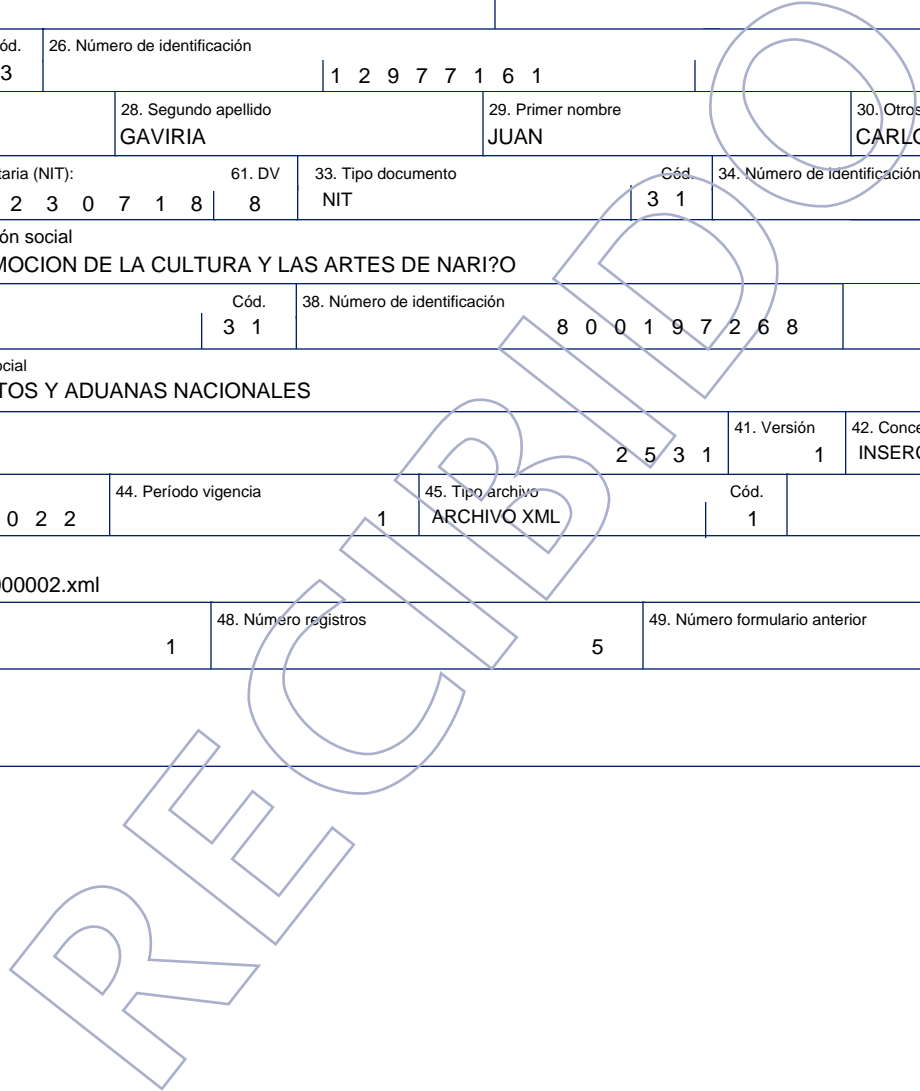 ód. 26. Número de identificación
3 1 2 9 7 7 1 6 1
28. Segundo apellido 29. Primer nombre 30. Otros
GAVIRIA JUAN CARLO
taria (NIT): 61. DV 33. Tipo documento Cód. 34. Número de identificación
2 3 0 7 1 8 8 NIT 3 1
ón social
MOCION DE LA CULTURA Y LAS ARTES DE NARI?O
Cód. 38. Número de identificación
3 1 8 0 0 1 9 7 2 6 8
ocial
TOS Y ADUANAS NACIONALES
41. Versión 42. Conce
2 5 3 1 1 INSERC
44. Período vigencia 45. Tipo archivo Cód.
0 2 2 1 ARCHIVO XML 1
000002.xml
48. Número registros 49. Número formulario anterior
1 5
RECIBIDO